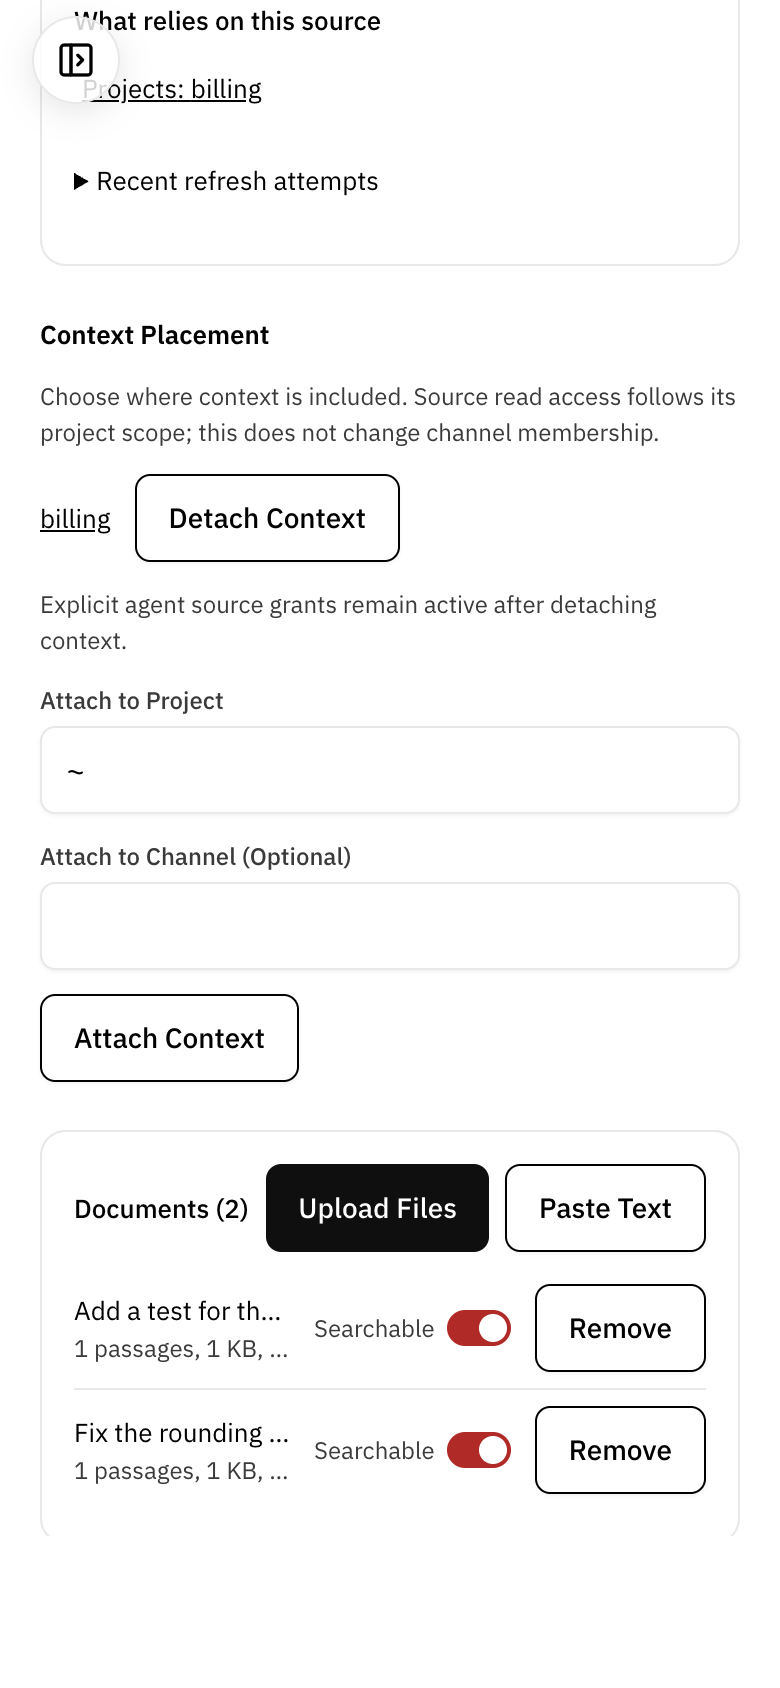 What relies on this source
Projects: billing
▶ Recent refresh attempts
Context Placement
Choose where context is included. Source read access follows its
project scope; this does not change channel membership.
billing
Detach Context
Explicit agent source grants remain active after detaching
context.
Attach to Project
~
Attach to Channel (Optional)
Attach Context
Documents (2)
Upload Files
Paste Text
Add a test for th...
1 passages, 1 KB, ...
Searchable
Remove
Fix the rounding ...
1 passages, 1 KB, ...
Searchable
Remove